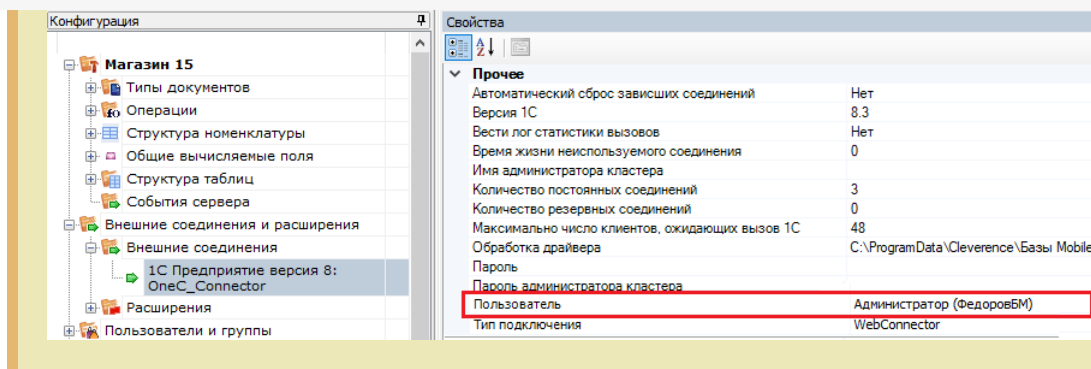 Конфигурация
Магазин 15
Типы документов
Операции
Структура номенклатуры
Общие вычисляемые поля
Структура таблиц
События сервера
Внешние соединения и расширения
Внешние соединения
1С Предприятие версия 8:
OneC_Connector
Расширения
Пользователи и группы
Свойства
Прочее
Автоматический сброс зависших соединений Нет
Версия 1С 8.3
Вести лог статистики вызовов Нет
Время жизни неиспользуемого соединения 0
Имя администратора кластера
Количество постоянных соединений 3
Количество резервных соединений 0
Максимально число клиентов, ожидающих вызов 1С 48
Обработка драйвера C:\ProgramData\Cleverence\Базы Mobile
Пароль
Пароль администратора кластера
Пользователь Администратор (ФедоровБМ)
Тип подключения WebConnector